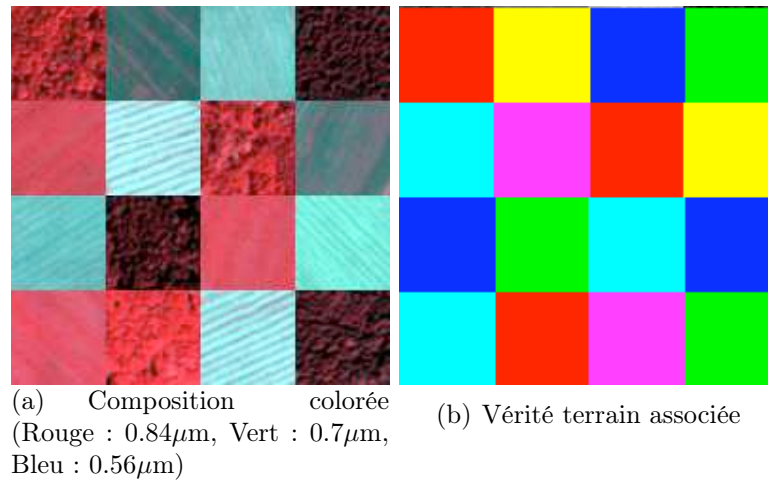 (a) Composition colorée
(Rouge : 0.84μm, Vert : 0.7μm,
Bleu : 0.56μm)
(b) Vérité terrain associée